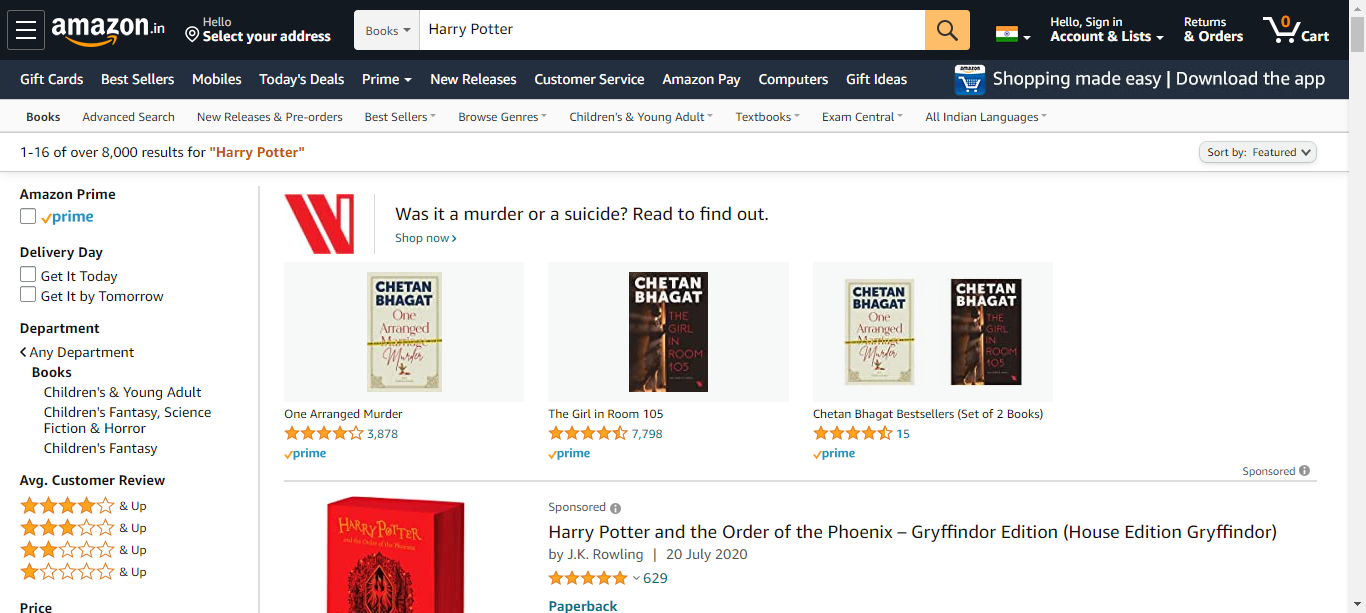 amazon.in
Hello
Select your address
Books
Harry Potter
Hello, Sign in
Account & Lists
Returns
& Orders
0
Cart
Gift Cards Best Sellers Mobiles Today's Deals Prime New Releases Customer Service Amazon Pay Computers Gift Ideas
amazon
Shopping made easy | Download the app
Books Advanced Search New Releases & Pre-orders Best Sellers Browse Genres Children's & Young Adult Textbooks Exam Central All Indian Languages
1-16 of over 8,000 results for "Harry Potter"
Sort by: Featured
Amazon Prime
prime
Delivery Day
Get It Today
Get It by Tomorrow
Department
Any Department
Books
Children's & Young Adult
Children's Fantasy, Science
Fiction & Horror
Children's Fantasy
Avg. Customer Review
& Up
& Up
& Up
& Up
Price
W
Was it a murder or a suicide? Read to find out.
Shop now
CHETAN
BHAGAT
One
Arranged
Marriage
Murder
One Arranged Murder
3,878
prime
CHETAN
BHAGAT
THE
GIRL
IN
ROOM
105
The Girl in Room 105
7,798
prime
CHETAN
BHAGAT
One
Arranged
Marriage
Murder
CHETAN
BHAGAT
THE
GIRL
IN
ROOM
105
Chetan Bhagat Bestsellers (Set of 2 Books)
15
prime
Sponsored
HARRY POTTER
and the Order of the Phoenix
Sponsored
Harry Potter and the Order of the Phoenix – Gryffindor Edition (House Edition Gryffindor)
by J.K. Rowling | 20 July 2020
629
Paperback